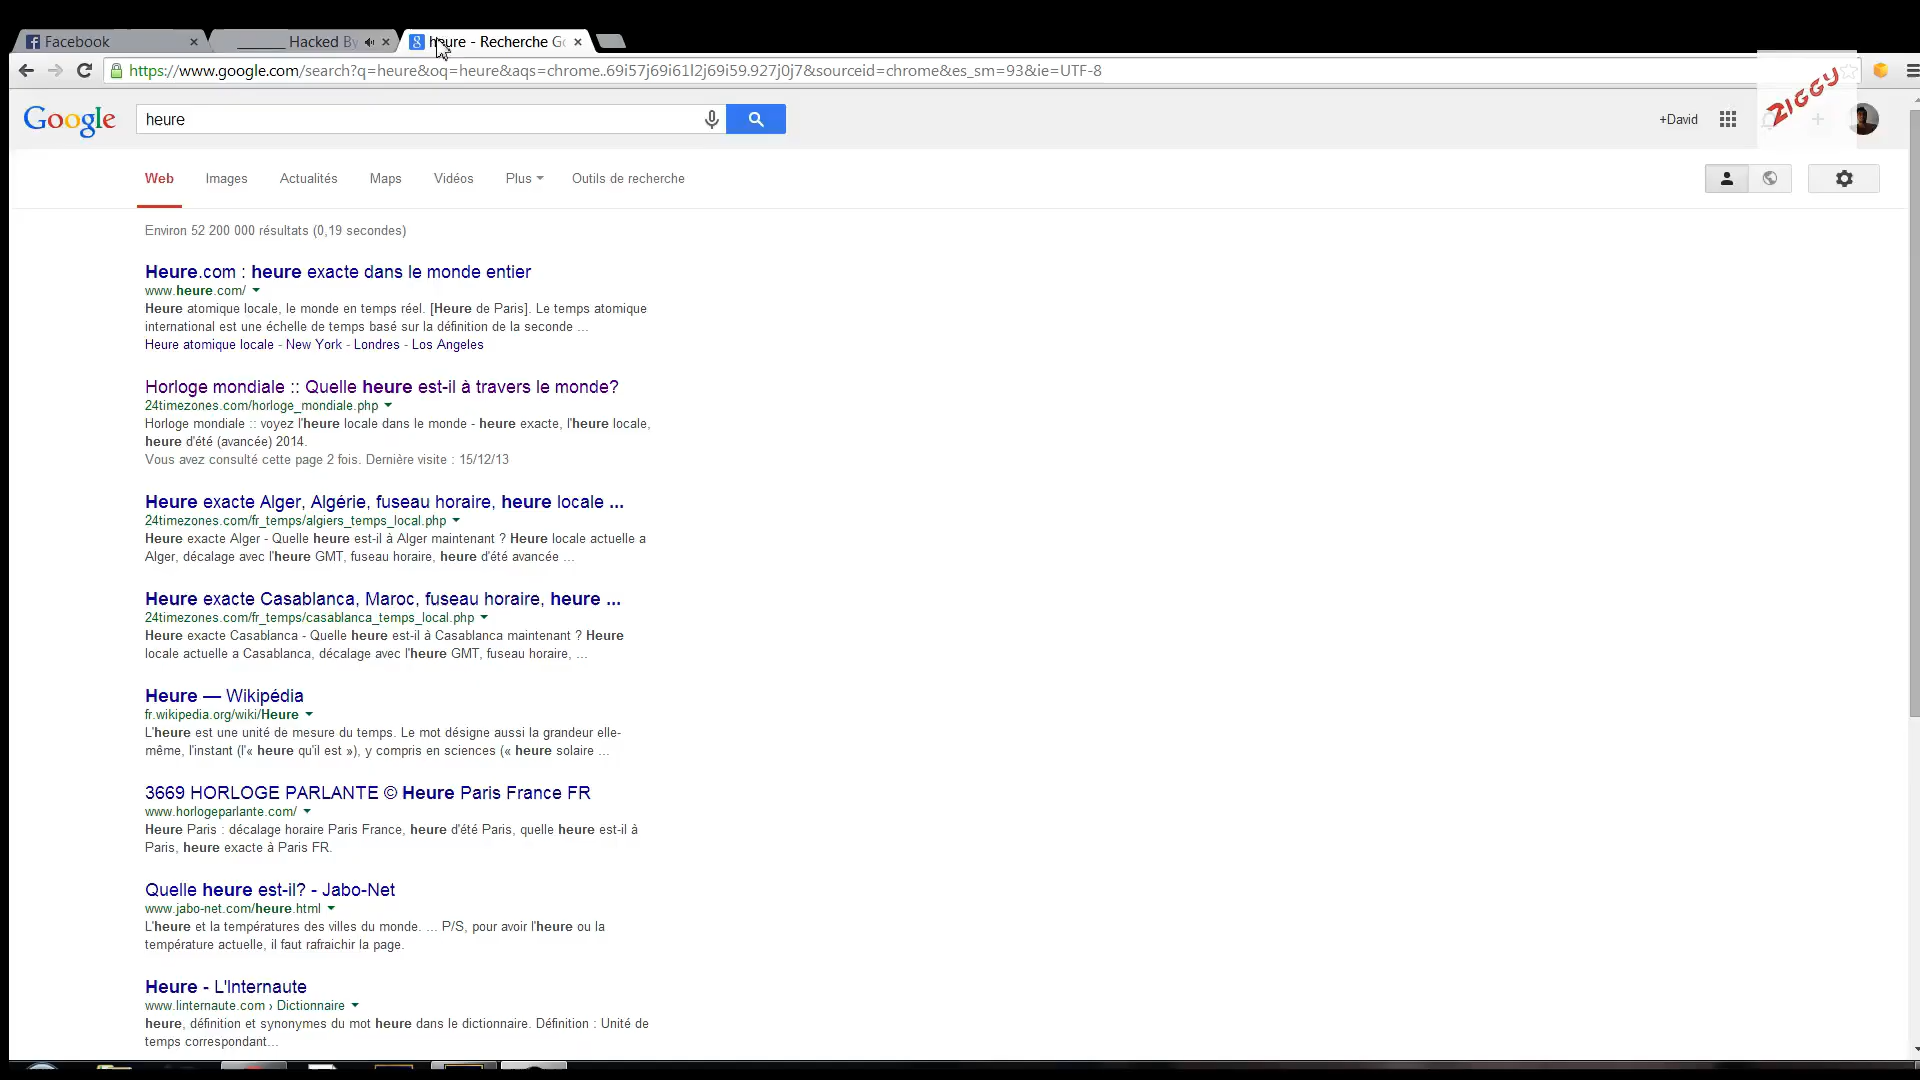 Facebook
Hacked By
heure - Recherche Go
https://www.google.com/search?q=heure&oq=heure&aqs=chrome..69i57j69i61l2j69i59.927j0j7&sourceid=chrome&es_sm=93&ie=UTF-8
ZIGGY
Google
heure
+David
Web Images Actualités Maps Vidéos Plus Outils de recherche
Environ 52 200 000 résultats (0,19 secondes)
Heure.com : heure exacte dans le monde entier
www.heure.com/
Heure atomique locale, le monde en temps réel. [Heure de Paris]. Le temps atomique
international est une échelle de temps basé sur la définition de la seconde ...
Heure atomique locale - New York - Londres - Los Angeles
Horloge mondiale :: Quelle heure est-il à travers le monde?
24timezones.com/horloge_mondiale.php
Horloge mondiale :: voyez l'heure locale dans le monde - heure exacte, l'heure locale,
heure d'été (avancée) 2014.
Vous avez consulté cette page 2 fois. Dernière visite : 15/12/13
Heure exacte Alger, Algérie, fuseau horaire, heure locale ...
24timezones.com/fr_temps/algiers_temps_local.php
Heure exacte Alger - Quelle heure est-il à Alger maintenant ? Heure locale actuelle a
Alger, décalage avec l'heure GMT, fuseau horaire, heure d'été avancée ...
Heure exacte Casablanca, Maroc, fuseau horaire, heure ...
24timezones.com/fr_temps/casablanca_temps_local.php
Heure exacte Casablanca - Quelle heure est-il à Casablanca maintenant ? Heure
locale actuelle a Casablanca, décalage avec l'heure GMT, fuseau horaire, ...
Heure — Wikipédia
fr.wikipedia.org/wiki/Heure
L'heure est une unité de mesure du temps. Le mot désigne aussi la grandeur elle-
même, l'instant (l'« heure qu'il est »), y compris en sciences (« heure solaire ...
3669 HORLOGE PARLANTE © Heure Paris France FR
www.horlogeparlante.com/
Heure Paris : décalage horaire Paris France, heure d'été Paris, quelle heure est-il à
Paris, heure exacte à Paris FR.
Quelle heure est-il? - Jabo-Net
www.jabo-net.com/heure.html
L'heure et la températures des villes du monde. ... P/S, pour avoir l'heure ou la
température actuelle, il faut rafraichir la page.
Heure - L'Internaute
www.linternaute.com › Dictionnaire
heure, définition et synonymes du mot heure dans le dictionnaire. Définition : Unité de
temps correspondant...